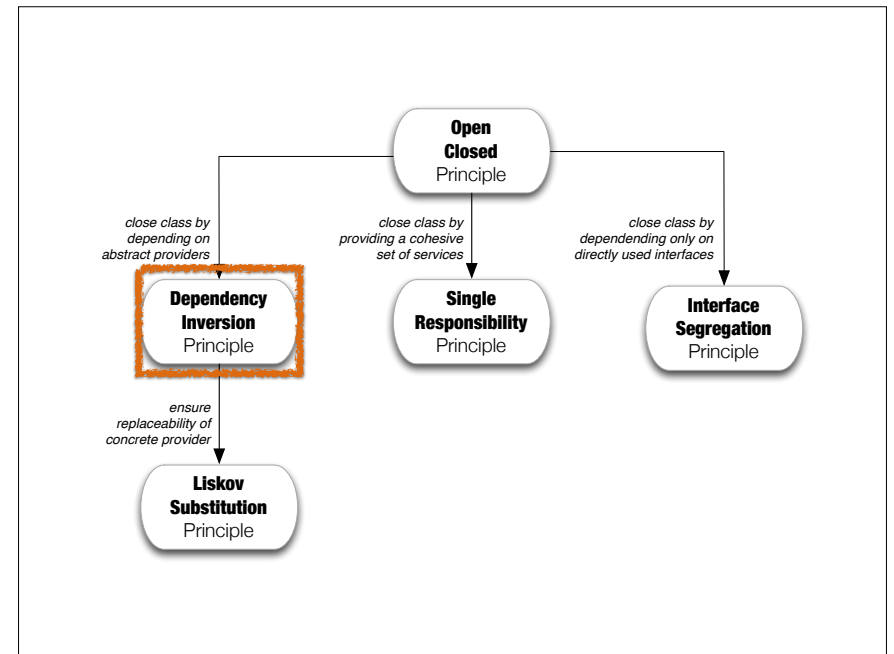 Open
Closed
Principle
close class by
depending on
abstract providers
close class by
providing a cohesive
set of services
close class by
dependending only on
directly used interfaces
Dependency
Inversion
Principle
Single
Responsibility
Principle
Interface
Segregation
Principle
ensure
replaceability of
concrete provider
Liskov
Substitution
Principle